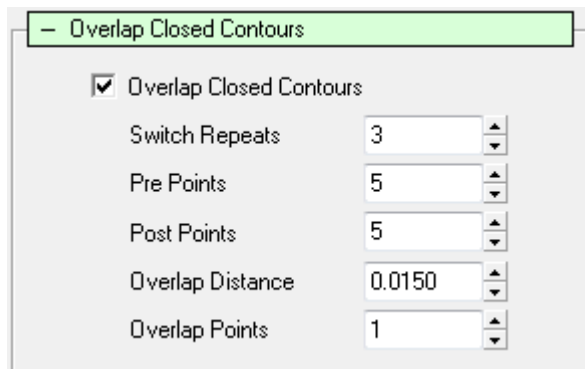 – Overlap Closed Contours
Overlap Closed Contours
Switch Repeats 3
Pre Points 5
Post Points 5
Overlap Distance 0.0150
Overlap Points 1